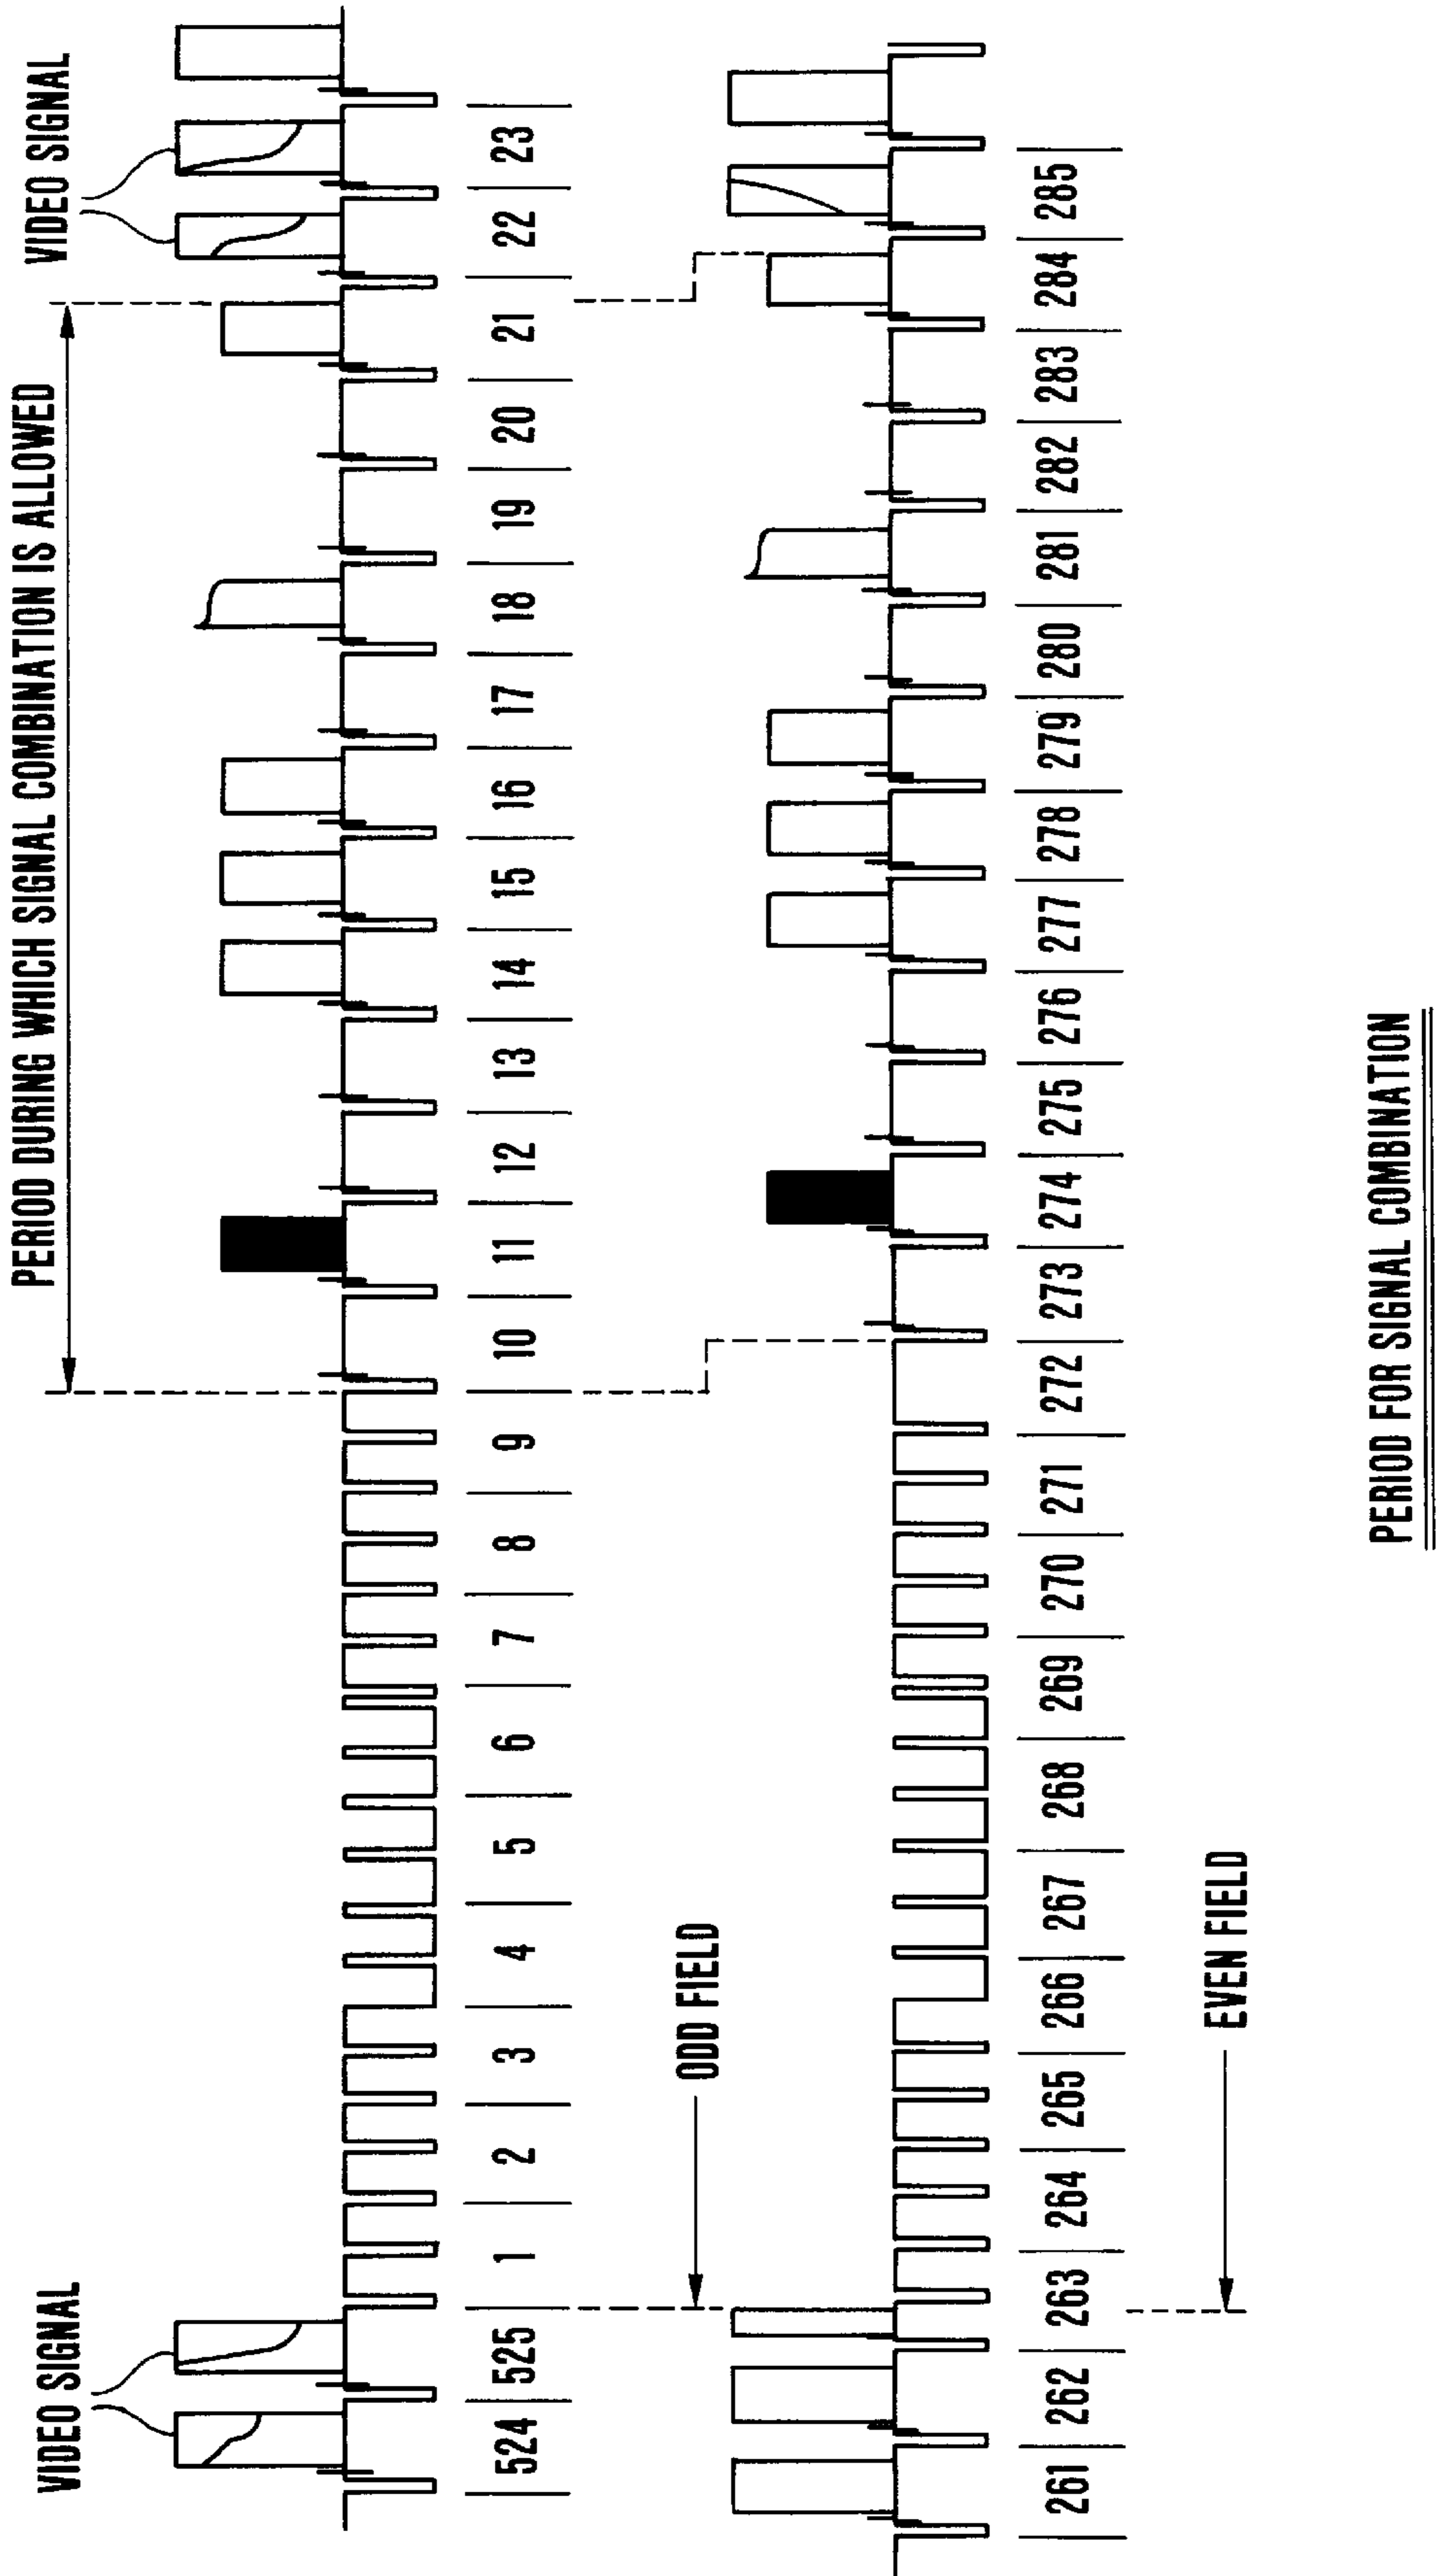 PERIOD DURING WHICH SIGNAL COMBINATION IS ALLOWED
VIDEO SIGNAL
VIDEO SIGNAL
524 525 1 2 3 4 5 6 7 8 9 10 11 12 13 14 15 16 17 18 19 20 21 22 23
ODD FIELD
261 262 263 264 265 266 267 268 269 270 271 272 273 274 275 276 277 278 279 280 281 282 283 284 285
EVEN FIELD
PERIOD FOR SIGNAL COMBINATION